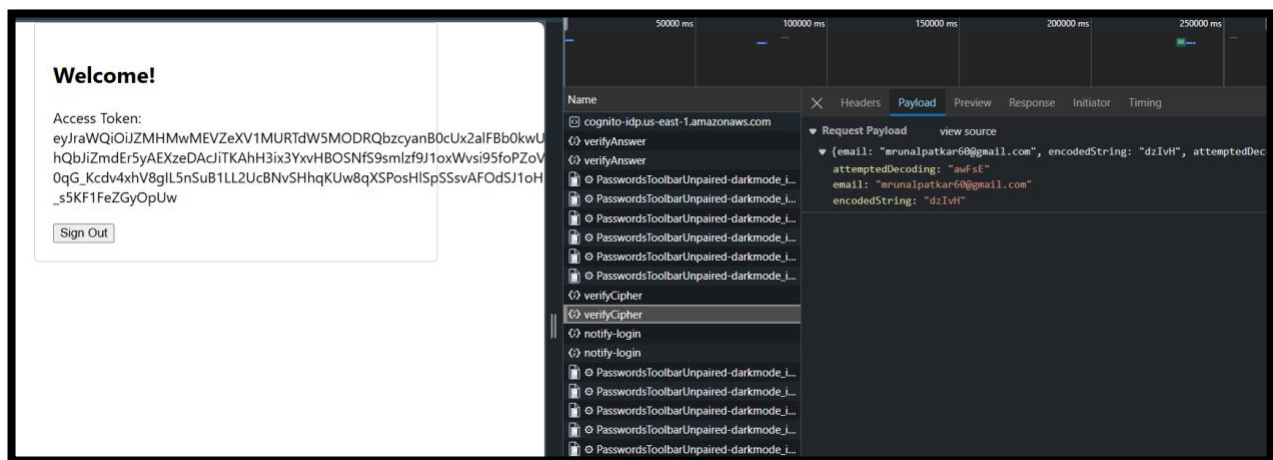 Welcome!
Access Token:
eyJraWQiOiJZMHMwMEVZeXV1MURTdW5MODRQbzcyanB0cUx2alFBb0kwU
hQbJiZmdEr5yAEXzeDAcJiTKAhH3ix3YxvHBOSNfS9smlzf9J1oxWvsi95foPZoV
0qG_Kcdv4xhV8gIL5nSuB1LL2UcBNvSHhqKUw8qXSPosHlSpSSsvAFOdSJ1oH
_s5KF1FeZGyOpUw
Sign Out
50000 ms
100000 ms
150000 ms
200000 ms
250000 ms
Name
cognito-idp.us-east-1.amazonaws.com
verifyAnswer
verifyAnswer
PasswordsToolbarUnpaired-darkmode_i...
PasswordsToolbarUnpaired-darkmode_i...
PasswordsToolbarUnpaired-darkmode_i...
PasswordsToolbarUnpaired-darkmode_i...
PasswordsToolbarUnpaired-darkmode_i...
PasswordsToolbarUnpaired-darkmode_i...
verifyCipher
verifyCipher
notify-login
notify-login
PasswordsToolbarUnpaired-darkmode_i...
PasswordsToolbarUnpaired-darkmode_i...
PasswordsToolbarUnpaired-darkmode_i...
PasswordsToolbarUnpaired-darkmode_i...
PasswordsToolbarUnpaired-darkmode_i...
Headers Payload Preview Response Initiator Timing
Request Payload view source
{email: "mrunalpatkar60@gmail.com", encodedString: "dzIvH", attemptedDec
attemptedDecoding: "awFsE"
email: "mrunalpatkar60@gmail.com"
encodedString: "dzIvH"